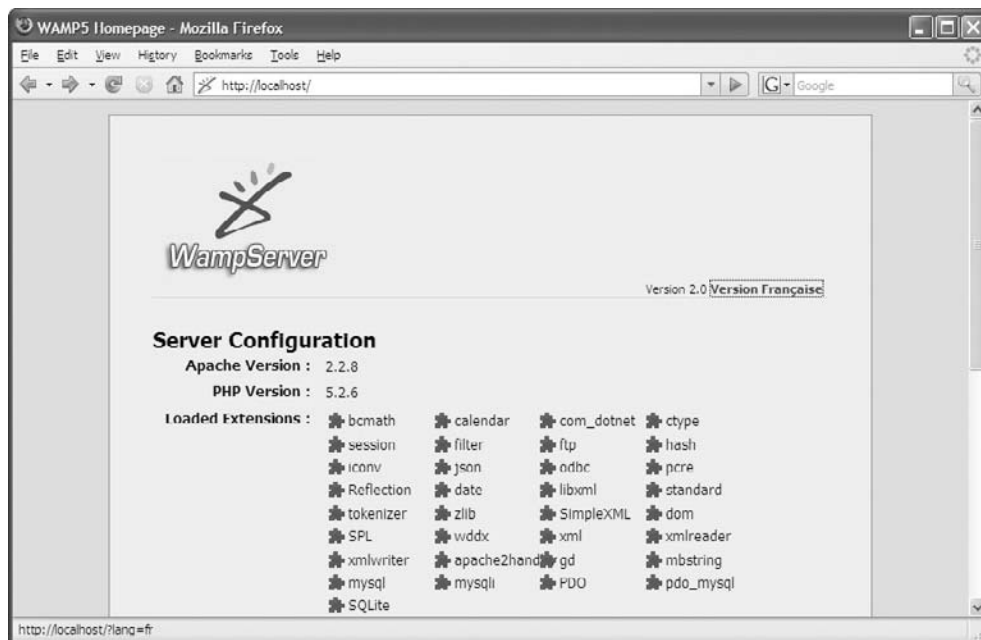 WAMP5 Homepage - Mozilla Firefox
File Edit View History Bookmarks Tools Help
http://localhost/ G Google
WampServer
Version 2.0 Version Française
Server Configuration
Apache Version : 2.2.8
PHP Version : 5.2.6
Loaded Extensions : bcmath calendar com_dotnet ctype
session filter ftp hash
iconv json odbc pcre
Reflection date libxml standard
tokenizer zlib SimpleXML dom
SPL wddx xml xmlreader
xmlwriter apache2hand gd mbstring
mysql mysqli PDO pdo_mysql
SQLite
http://localhost/?lang=fr